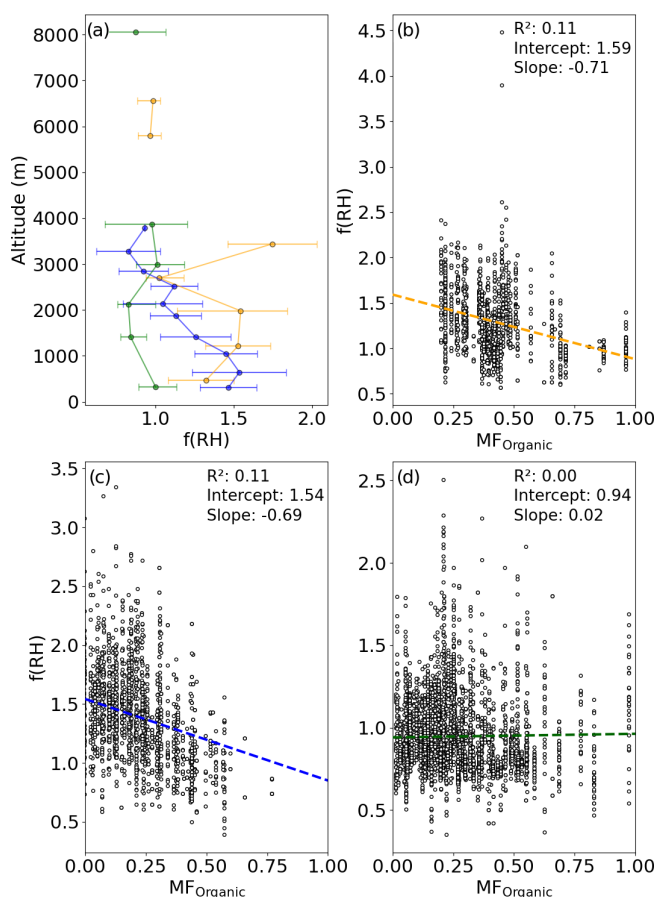 (a)
8000
7000
6000
5000
4000
3000
2000
1000
0
Altitude (m)
1.0 1.5 2.0
f(RH)
(b)
R²: 0.11
Intercept: 1.59
Slope: -0.71
4.5
4.0
3.5
3.0
2.5
2.0
1.5
1.0
0.5
f(RH)
0.00 0.25 0.50 0.75 1.00
MF_Organic
(c)
R²: 0.11
Intercept: 1.54
Slope: -0.69
3.5
3.0
2.5
2.0
1.5
1.0
0.5
f(RH)
0.00 0.25 0.50 0.75 1.00
MF_Organic
(d)
R²: 0.00
Intercept: 0.94
Slope: 0.02
2.5
2.0
1.5
1.0
0.5
0.00 0.25 0.50 0.75 1.00
MF_Organic